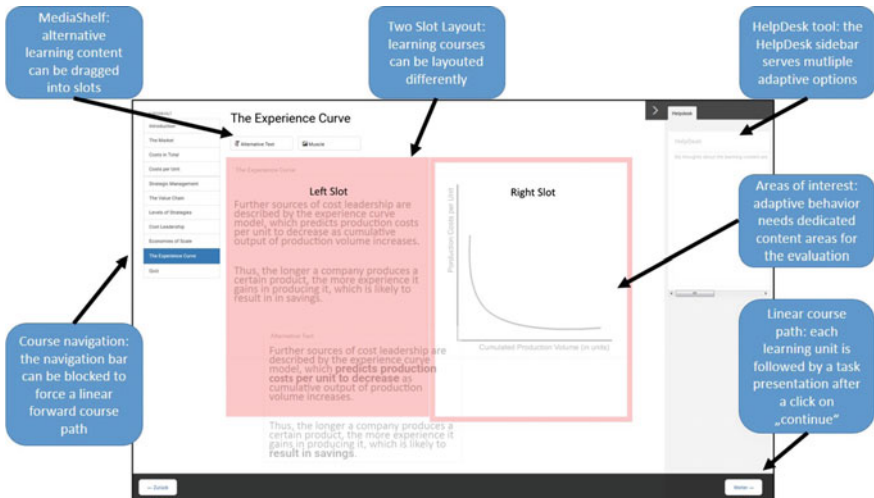 MediaShelf:
alternative
learning content
can be dragged
into slots
Two Slot Layout:
learning courses
can be layouted
differently
HelpDesk tool: the
HelpDesk sidebar
serves mutliple
adaptive options
The Experience Curve
Alternative Text
Muscle
Introduction
The Market
Costs in Total
Costs per Unit
Strategic Management
The Value Chain
Levels of Strategies
Cost Leadership
Economies of Scale
The Experience Curve
Quiz
The Experience Curve
Left Slot
Further sources of cost leadership are
described by the experience curve
model, which predicts production costs
per unit to decrease as cumulative
output of production volume increases.
Thus, the longer a company produces a
certain product, the more experience it
gains in producing it, which is likely to
result in in savings.
Alternative Text
Further sources of cost leadership are
described by the experience curve
model, which predicts production
costs per unit to decrease as
cumulative output of production
volume increases.
Thus, the longer a company produces a
certain product, the more experience it
gains in producing it, which is likely to
result in savings.
Right Slot
Production Costs per Unit
Cumulated Production Volume (in units)
Helpdesk
HelpDesk
Areas of interest:
adaptive behavior
needs dedicated
content areas for
the evaluation
Course navigation:
the navigation bar
can be blocked to
force a linear
forward course
path
Linear course
path: each
learning unit is
followed by a task
presentation after
a click on
„continue“
← Zurück
Weiter →